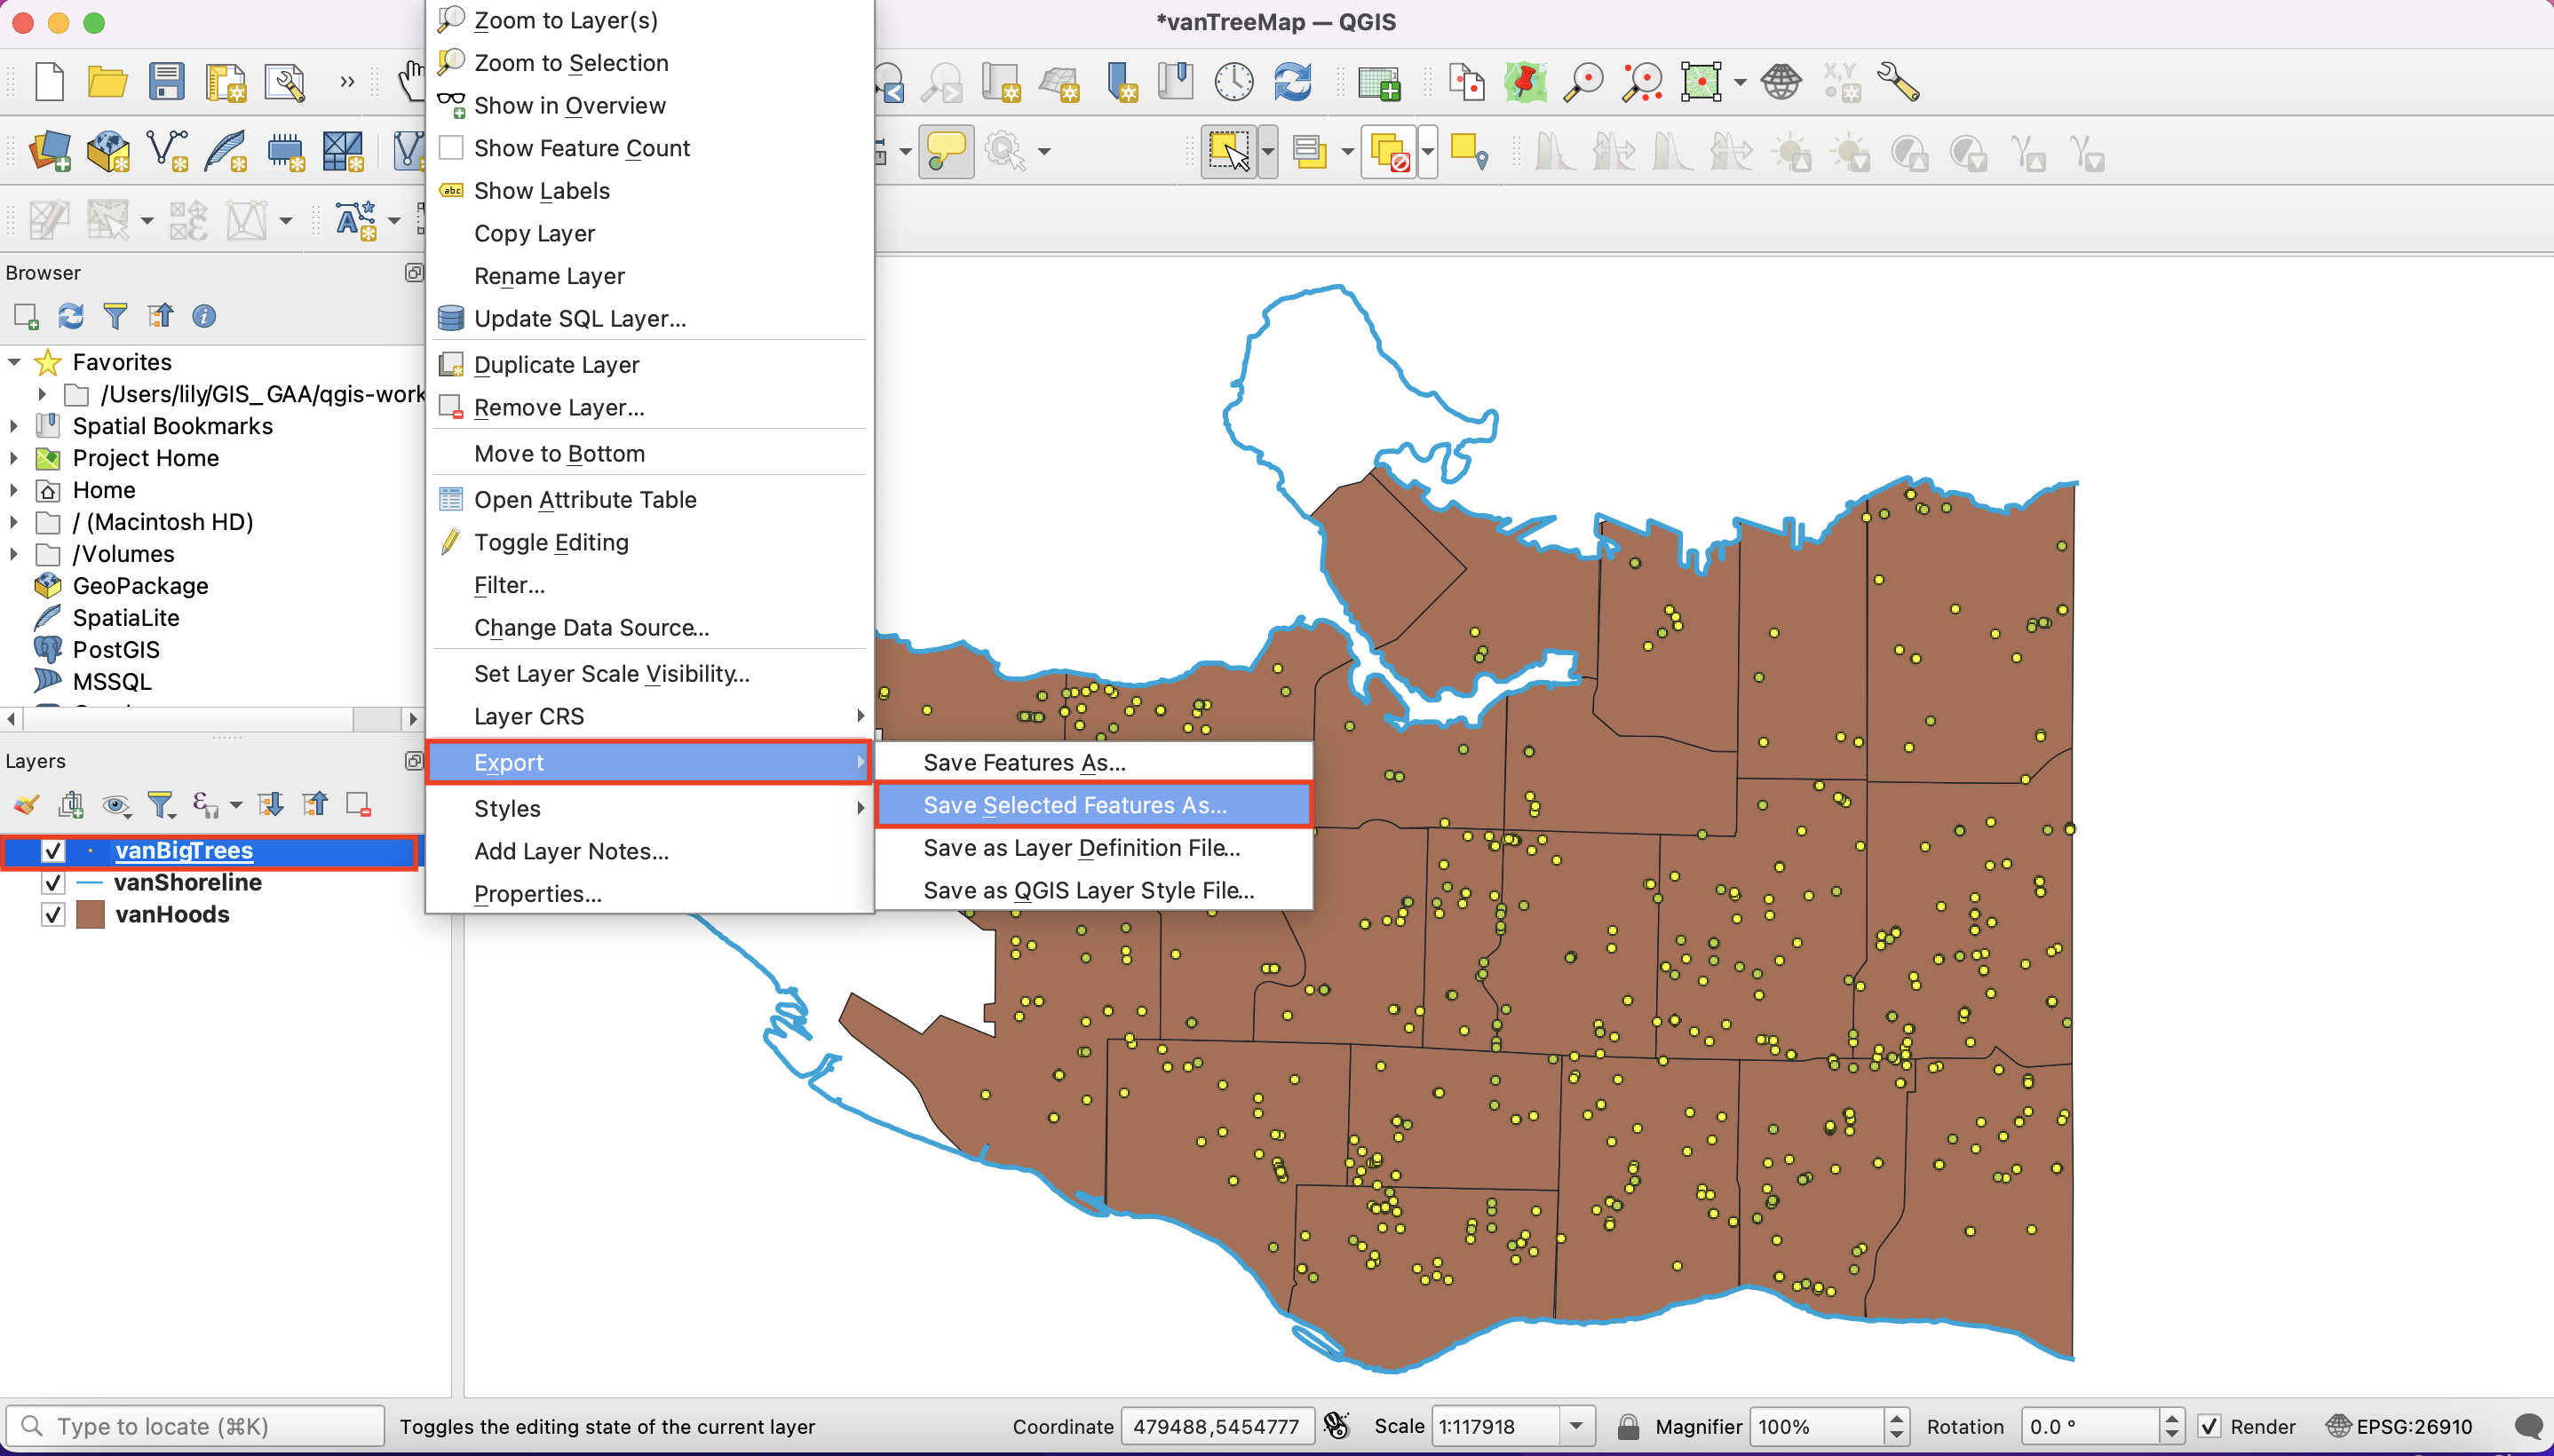 *vanTreeMap — QGIS
Zoom to Layer(s)
Zoom to Selection
Show in Overview
Show Feature Count
abc Show Labels
Copy Layer
Rename Layer
Update SQL Layer...
Duplicate Layer
Remove Layer...
Move to Bottom
Open Attribute Table
Toggle Editing
Filter...
Change Data Source...
Set Layer Scale Visibility...
Layer CRS
Export
Styles
Add Layer Notes...
Properties...
Save Features As...
Save Selected Features As...
Save as Layer Definition File...
Save as QGIS Layer Style File...
X,Y
Browser
Favorites
/Users/lily/GIS_GAA/qgis-work
Spatial Bookmarks
Project Home
Home
/ (Macintosh HD)
/Volumes
GeoPackage
SpatiaLite
PostGIS
MSSQL
Layers
vanBigTrees
vanShoreline
vanHoods
Type to locate (⌘K)
Toggles the editing state of the current layer
Coordinate 479488,5454777
Scale 1:117918
Magnifier 100%
Rotation 0.0 °
Render
EPSG:26910